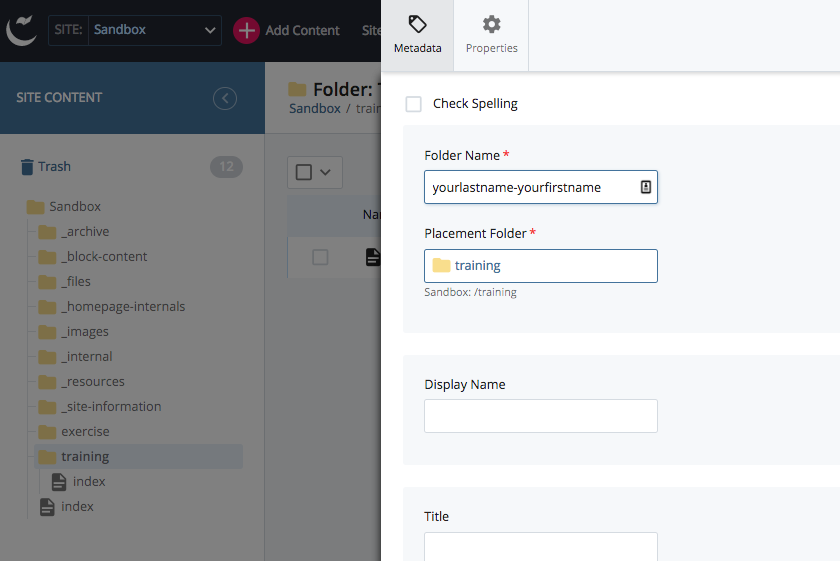 SITE: Sandbox
Add Content
Site
Metadata
Properties
SITE CONTENT
Folder:
Sandbox /
Check Spelling
Trash
12
Folder Name *
yourlastname-yourfirstname
Placement Folder *
training
Sandbox: /training
Sandbox
_archive
_block-content
_files
_homepage-internals
_images
_internal
_resources
_site-information
exercise
training
index
index
Display Name
Title